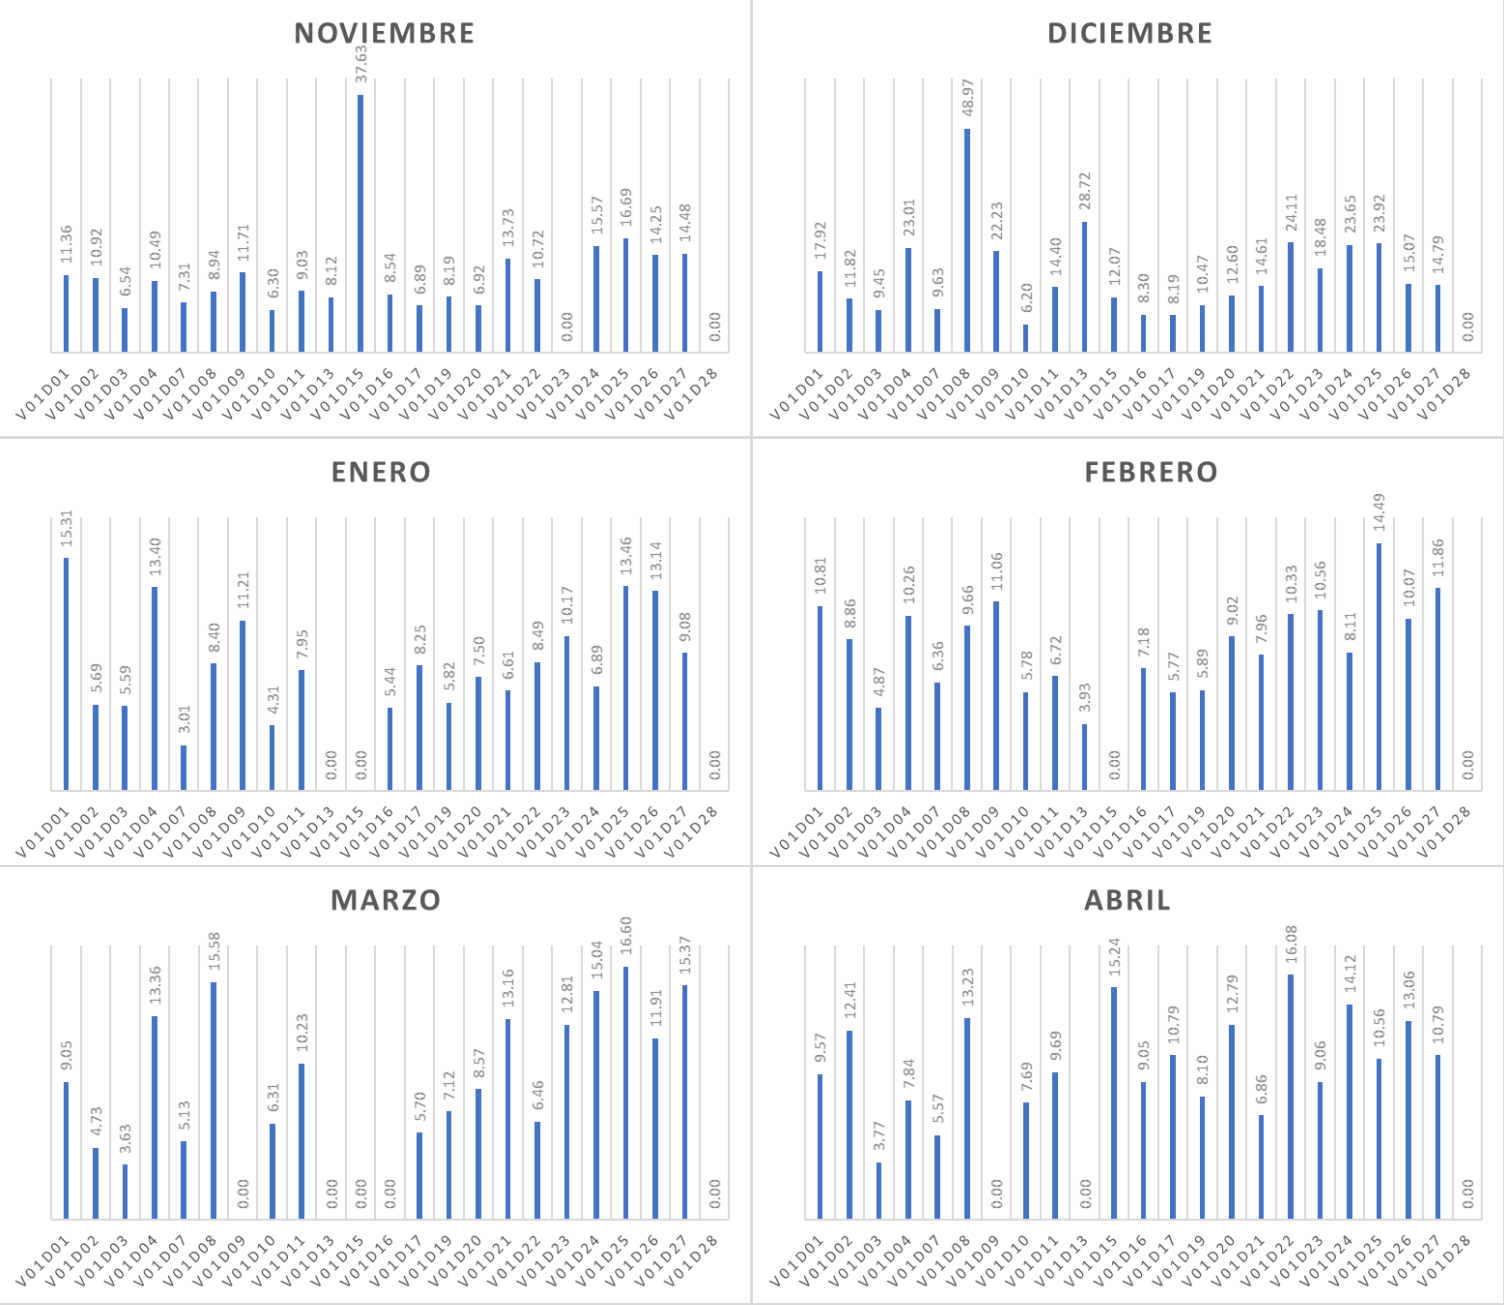 NOVIEMBRE
11.36 10.92 6.54 10.49 7.31 8.94 11.71 6.30 9.03 8.12 37.63 8.54 6.89 8.19 6.92 13.73 10.72 0.00 15.57 16.69 14.25 14.48 0.00
V01D01 V01D02 V01D03 V01D04 V01D07 V01D08 V01D09 V01D10 V01D11 V01D13 V01D15 V01D16 V01D17 V01D19 V01D20 V01D21 V01D22 V01D23 V01D24 V01D25 V01D26 V01D27 V01D28
DICIEMBRE
17.92 11.82 9.45 23.01 9.63 48.97 22.23 6.20 14.40 28.72 12.07 8.30 8.19 10.47 12.60 14.61 24.11 18.48 23.65 23.92 15.07 14.79 0.00
V01D01 V01D02 V01D03 V01D04 V01D07 V01D08 V01D09 V01D10 V01D11 V01D13 V01D15 V01D16 V01D17 V01D19 V01D20 V01D21 V01D22 V01D23 V01D24 V01D25 V01D26 V01D27 V01D28
ENERO
15.31 5.69 5.59 13.40 3.01 8.40 11.21 4.31 7.95 0.00 0.00 5.44 8.25 5.82 7.50 6.61 8.49 10.17 6.89 13.46 13.14 9.08 0.00
V01D01 V01D02 V01D03 V01D04 V01D07 V01D08 V01D09 V01D10 V01D11 V01D13 V01D15 V01D16 V01D17 V01D19 V01D20 V01D21 V01D22 V01D23 V01D24 V01D25 V01D26 V01D27 V01D28
FEBRERO
10.81 8.86 4.87 10.26 6.36 9.66 11.06 5.78 6.72 3.93 0.00 7.18 5.77 5.89 9.02 7.96 10.33 10.56 8.11 14.49 10.07 11.86 0.00
V01D01 V01D02 V01D03 V01D04 V01D07 V01D08 V01D09 V01D10 V01D11 V01D13 V01D15 V01D16 V01D17 V01D19 V01D20 V01D21 V01D22 V01D23 V01D24 V01D25 V01D26 V01D27 V01D28
MARZO
9.05 4.73 3.63 13.36 5.13 15.58 0.00 6.31 10.23 0.00 0.00 0.00 5.70 7.12 8.57 13.16 6.46 12.81 15.04 16.60 11.91 15.37 0.00
V01D01 V01D02 V01D03 V01D04 V01D07 V01D08 V01D09 V01D10 V01D11 V01D13 V01D15 V01D16 V01D17 V01D19 V01D20 V01D21 V01D22 V01D23 V01D24 V01D25 V01D26 V01D27 V01D28
ABRIL
9.57 12.41 3.77 7.84 5.57 13.23 0.00 7.69 9.69 0.00 15.24 9.05 10.79 8.10 12.79 6.86 16.08 9.06 14.12 10.56 13.06 10.79 0.00
V01D01 V01D02 V01D03 V01D04 V01D07 V01D08 V01D09 V01D10 V01D11 V01D13 V01D15 V01D16 V01D17 V01D19 V01D20 V01D21 V01D22 V01D23 V01D24 V01D25 V01D26 V01D27 V01D28